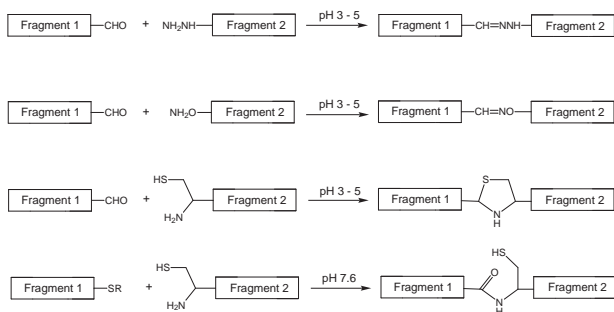 Fragment 1 —CHO + NH2NH— Fragment 2 pH 3 - 5 Fragment 1 —CH=NNH— Fragment 2
Fragment 1 —CHO + NH2O— Fragment 2 pH 3 - 5 Fragment 1 —CH=NO— Fragment 2
Fragment 1 —CHO + HS H2N Fragment 2 pH 3 - 5 Fragment 1 S N H Fragment 2
Fragment 1 —SR + HS H2N Fragment 2 pH 7.6 Fragment 1 O N H HS Fragment 2